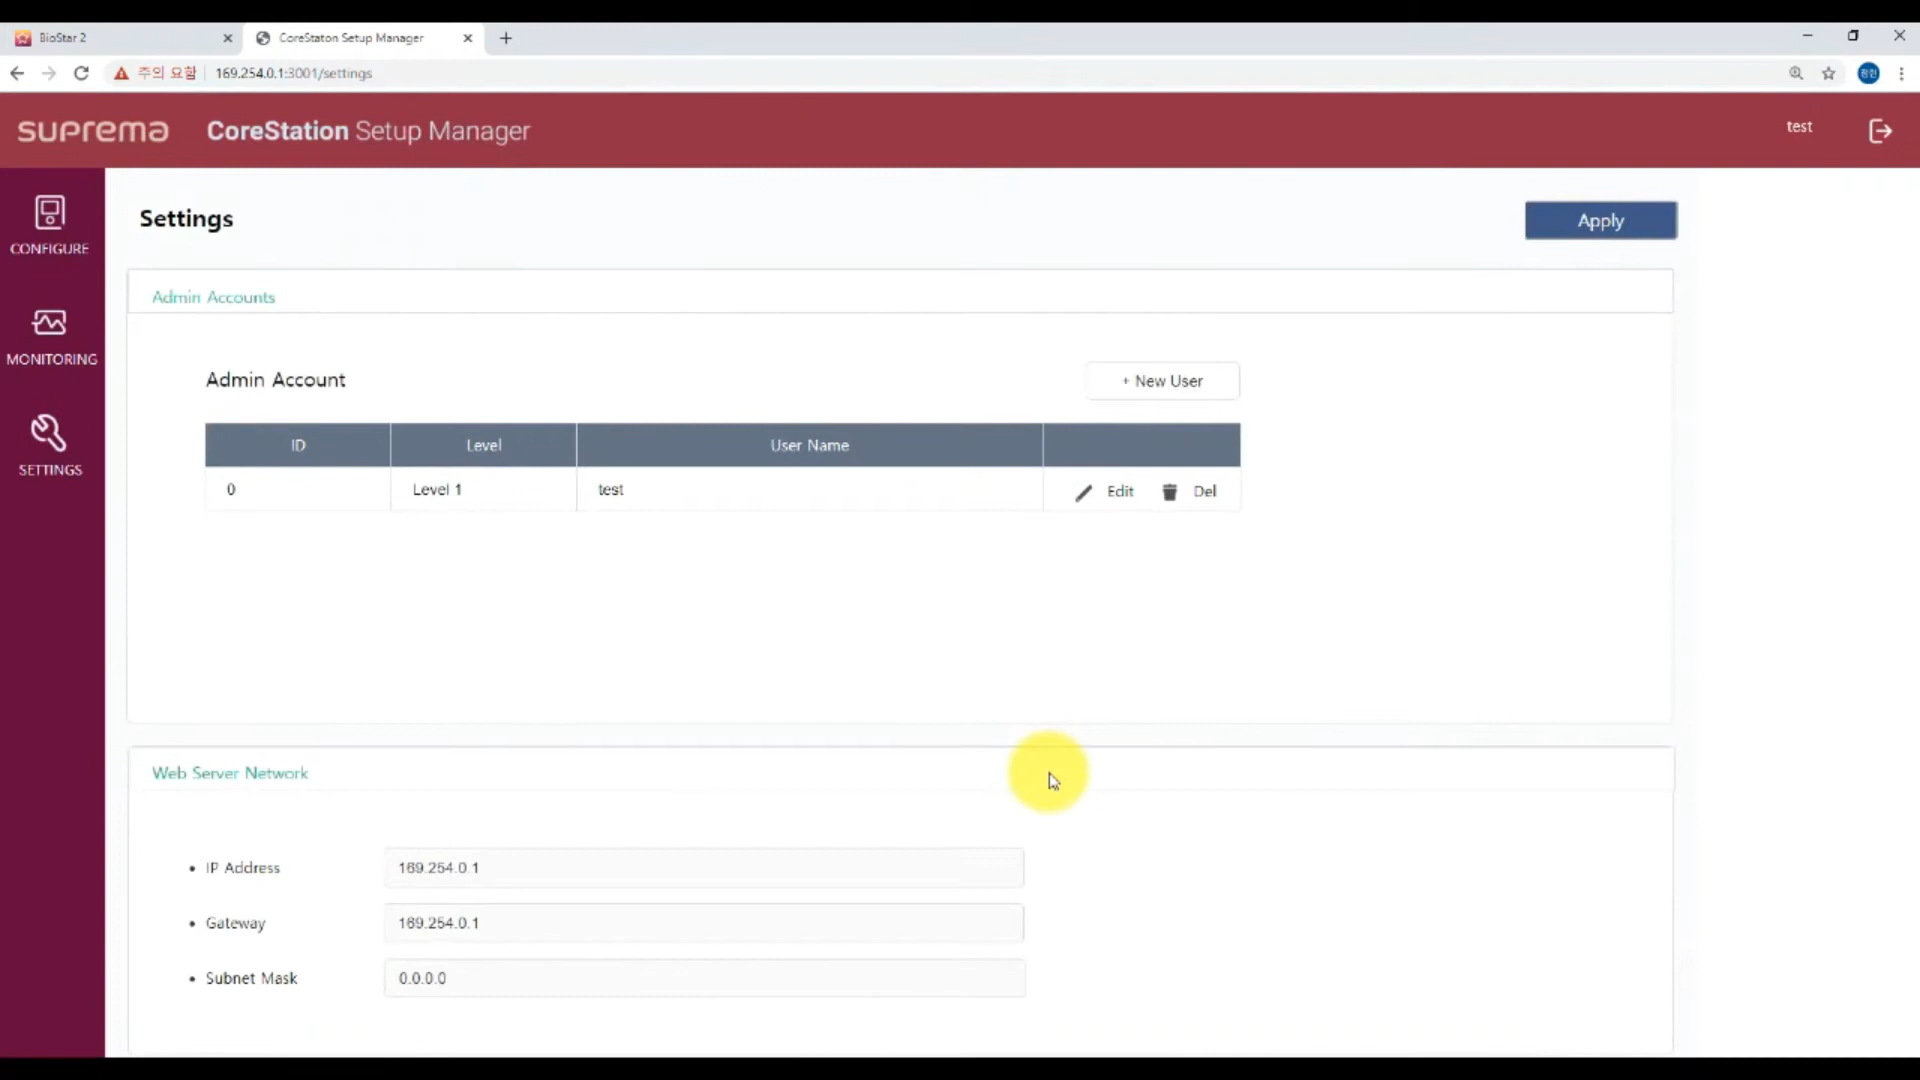 BioStar 2
CoreStaton Setup Manager
주의 요함
169.254.0.1:3001/settings
정인
suprema
CoreStation Setup Manager
test
CONFIGURE
MONITORING
SETTINGS
Settings
Apply
Admin Accounts
Admin Account
+ New User
ID Level User Name
0 Level 1 test Edit Del
Web Server Network
• IP Address 169.254.0.1
• Gateway 169.254.0.1
• Subnet Mask 0.0.0.0